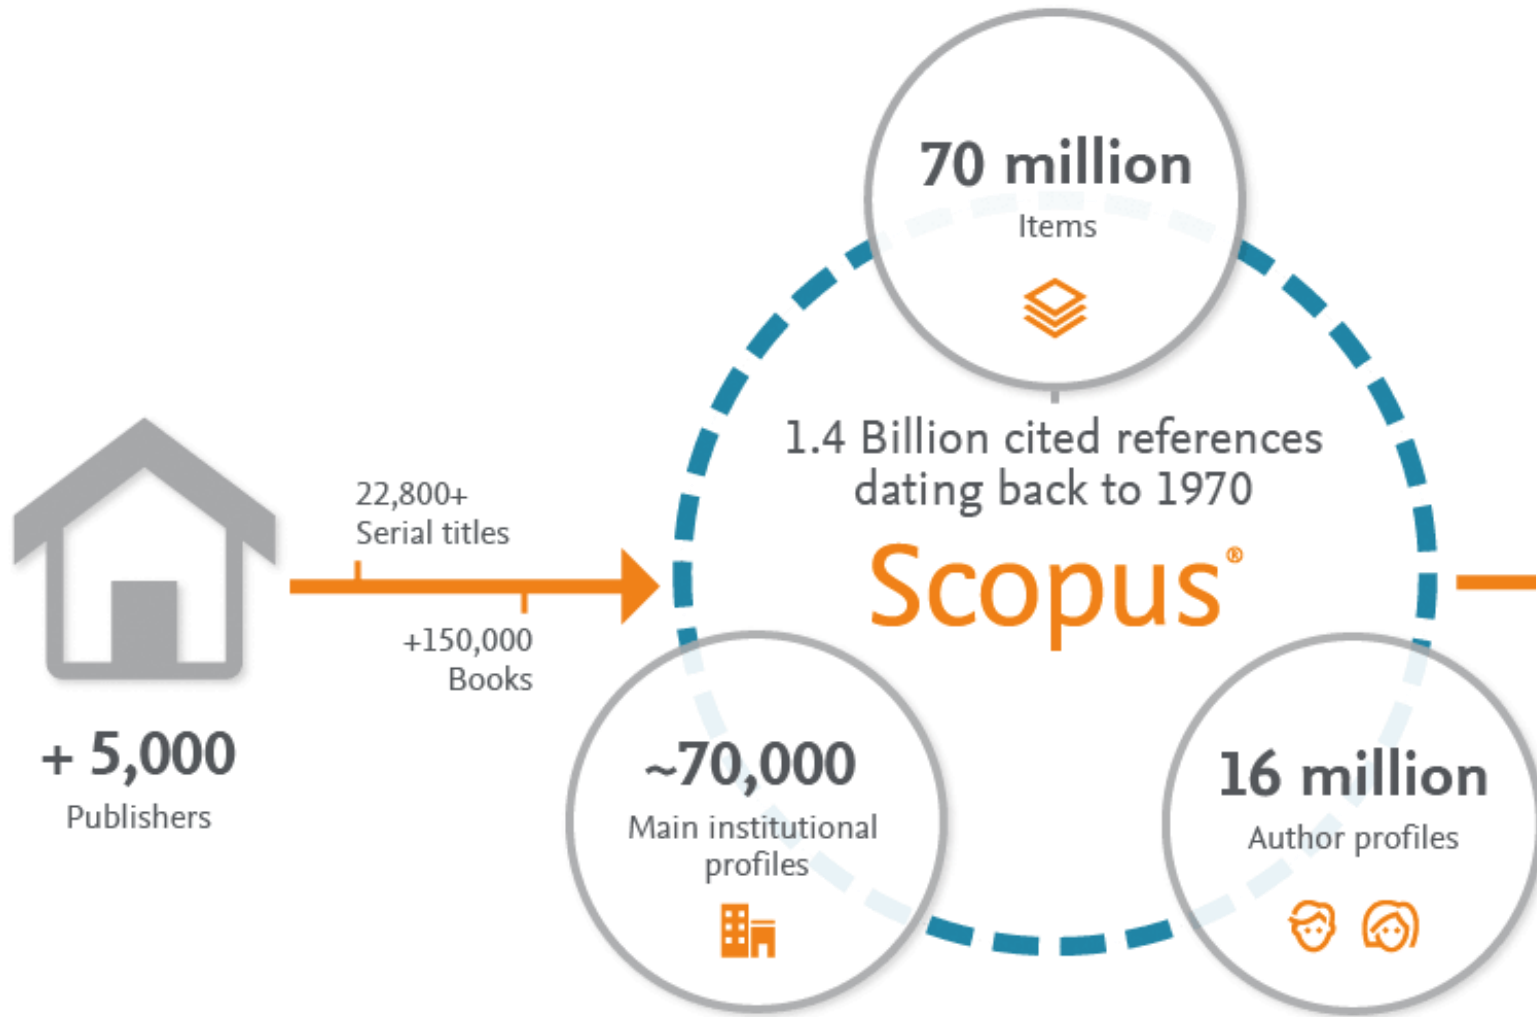 70 million
Items
1.4 Billion cited references
dating back to 1970
Scopus®
22,800+
Serial titles
+150,000
Books
+ 5,000
Publishers
~70,000
Main institutional
profiles
16 million
Author profiles